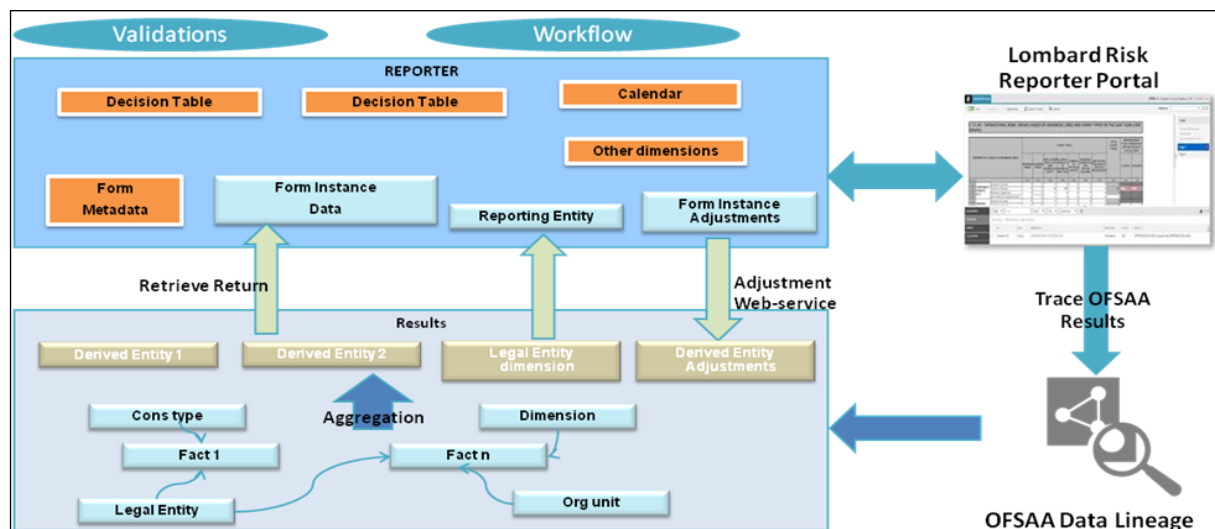 Validations
Workflow
REPORTER
Decision Table
Decision Table
Calendar
Other dimensions
Form
Metadata
Form Instance
Data
Reporting Entity
Form Instance
Adjustments
Lombard Risk
Reporter Portal
Retrieve Return
Adjustment
Web-service
Trace OFSAA
Results
Results
Derived Entity 1
Derived Entity 2
Legal Entity
dimension
Derived Entity
Adjustments
Cons type
Aggregation
Dimension
Fact 1
Fact n
Legal Entity
Org unit
OFSAA Data Lineage